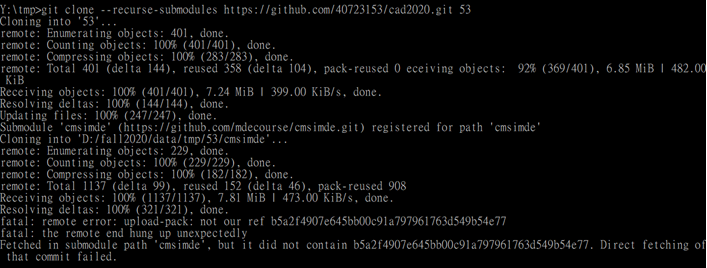 Y:\tmp>git clone --recurse-submodules https://github.com/40723153/cad2020.git 53
Cloning into '53'...
remote: Enumerating objects: 401, done.
remote: Counting objects: 100% (401/401), done.
remote: Compressing objects: 100% (283/283), done.
remote: Total 401 (delta 144), reused 358 (delta 104), pack-reused 0 eceiving objects:  92% (369/401), 6.85 MiB | 482.00
 KiB
Receiving objects: 100% (401/401), 7.24 MiB | 399.00 KiB/s, done.
Resolving deltas: 100% (144/144), done.
Updating files: 100% (247/247), done.
Submodule 'cmsimde' (https://github.com/mdecourse/cmsimde.git) registered for path 'cmsimde'
Cloning into 'D:/fall2020/data/tmp/53/cmsimde'...
remote: Enumerating objects: 229, done.
remote: Counting objects: 100% (229/229), done.
remote: Compressing objects: 100% (182/182), done.
remote: Total 1137 (delta 99), reused 152 (delta 46), pack-reused 908
Receiving objects: 100% (1137/1137), 7.81 MiB | 473.00 KiB/s, done.
Resolving deltas: 100% (321/321), done.
fatal: remote error: upload-pack: not our ref b5a2f4907e645bb00c91a797961763d549b54e77
fatal: the remote end hung up unexpectedly
Fetched in submodule path 'cmsimde', but it did not contain b5a2f4907e645bb00c91a797961763d549b54e77. Direct fetching of
 that commit failed.